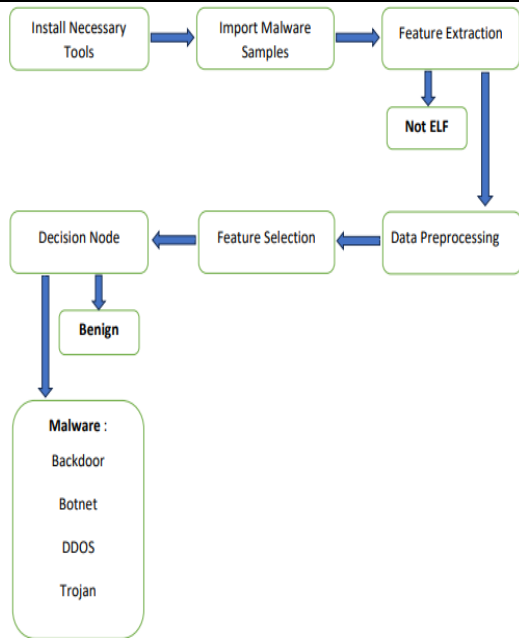 Install Necessary
Tools
Import Malware
Samples
Feature Extraction
Not ELF
Decision Node
Feature Selection
Data Preprocessing
Benign
Malware :
Backdoor
Botnet
DDOS
Trojan